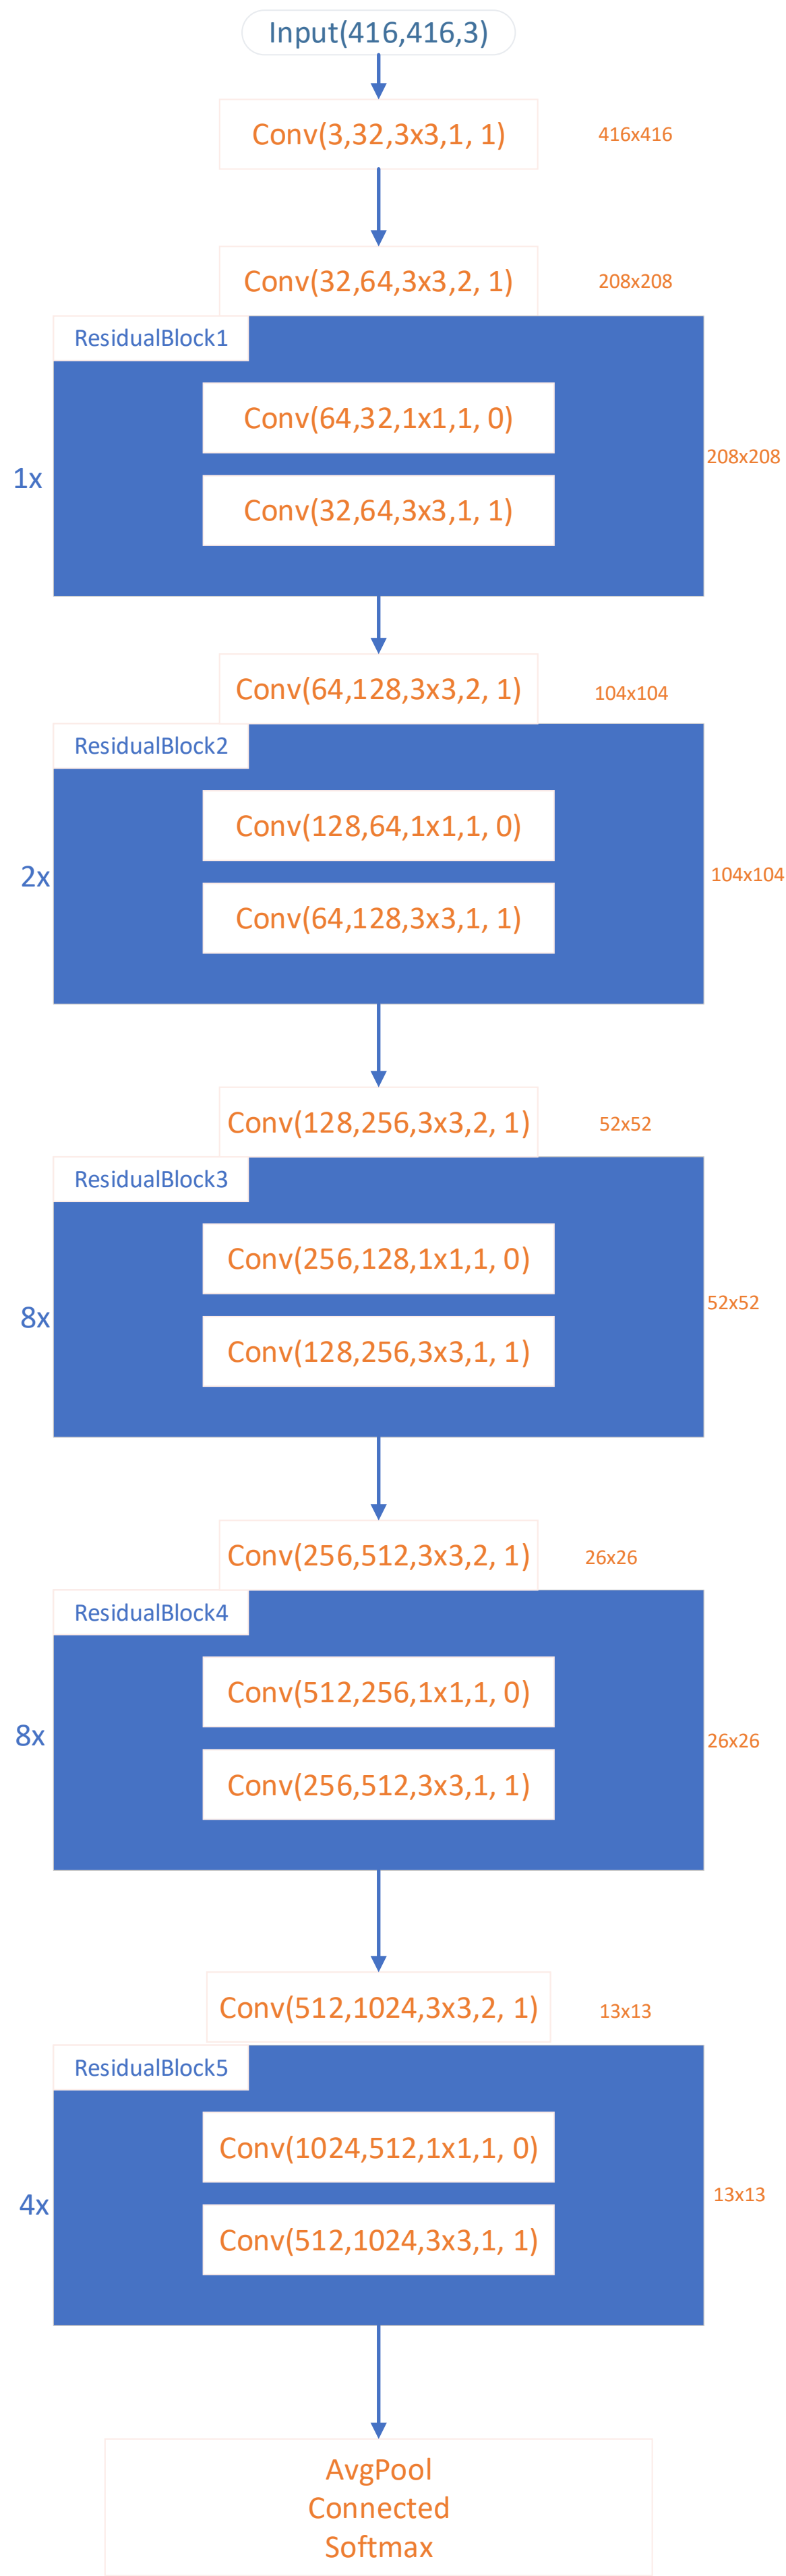 Input(416,416,3)
Conv(3,32,3x3,1, 1)
416x416
Conv(32,64,3x3,2, 1)
208x208
ResidualBlock1
Conv(64,32,1x1,1, 0)
208x208
1x
Conv(32,64,3x3,1, 1)
Conv(64,128,3x3,2, 1)
104x104
ResidualBlock2
Conv(128,64,1x1,1, 0)
2x
104x104
Conv(64,128,3x3,1, 1)
Conv(128,256,3x3,2, 1)
52x52
ResidualBlock3
Conv(256,128,1x1,1, 0)
52x52
8x
Conv(128,256,3x3,1, 1)
Conv(256,512,3x3,2, 1)
26x26
ResidualBlock4
Conv(512,256,1x1,1, 0)
8x
26x26
Conv(256,512,3x3,1, 1)
Conv(512,1024,3x3,2, 1)
13x13
ResidualBlock5
Conv(1024,512,1x1,1, 0)
13x13
4x
Conv(512,1024,3x3,1, 1)
AvgPool
Connected
Softmax